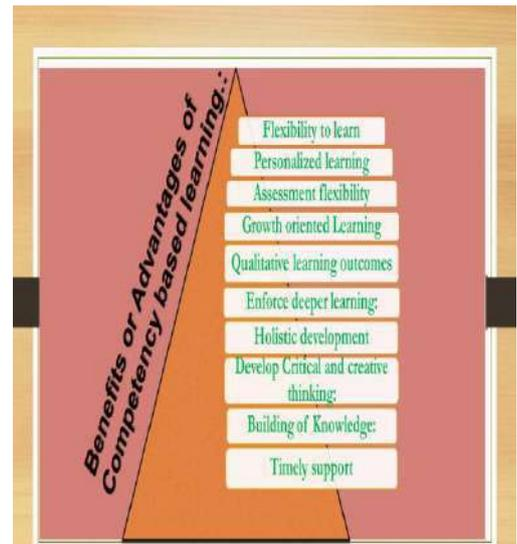 Benefits or Advantages of
Competency based learning.:
Flexibility to learn
Personalized learning
Assessment flexibility
Growth oriented Learning
Qualitative learning outcomes
Enforce deeper learning:
Holistic development
Develop Critical and creative
thinking:
Building of Knowledge:
Timely support